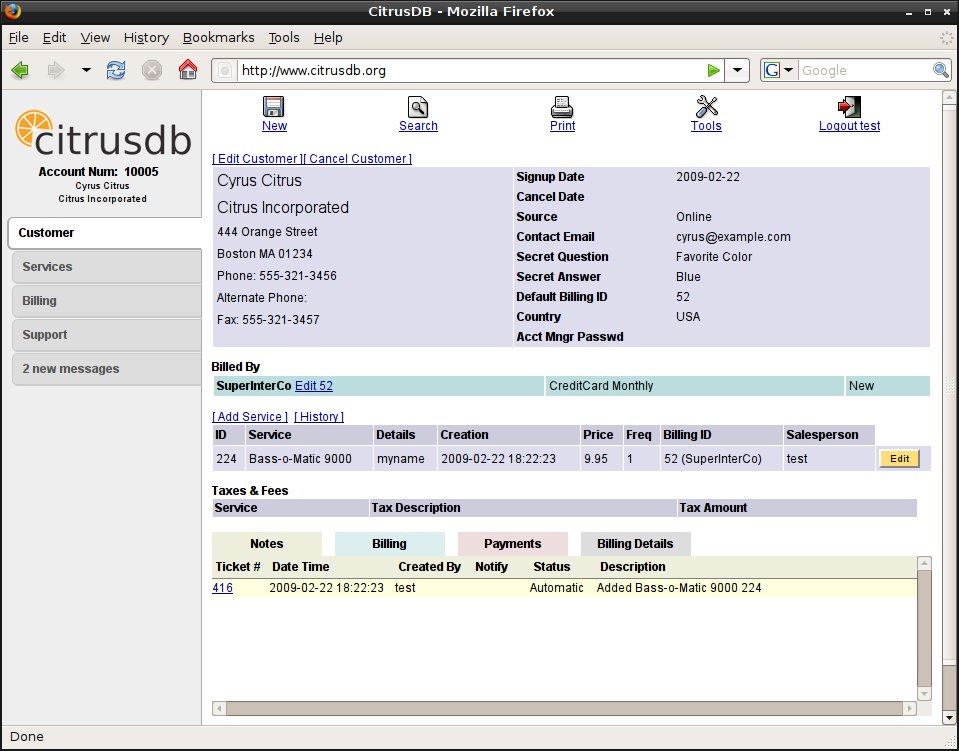 CitrusDB - Mozilla Firefox
File Edit View History Bookmarks Tools Help
http://www.citrusdb.org
G Google
citrusdb
Account Num: 10005
Cyrus Citrus
Citrus Incorporated
Customer
Services
Billing
Support
2 new messages
New Search Print Tools Logout test
[ Edit Customer ][ Cancel Customer ]
Cyrus Citrus
Citrus Incorporated
444 Orange Street
Boston MA 01234
Phone: 555-321-3456
Alternate Phone:
Fax: 555-321-3457
Signup Date 2009-02-22
Cancel Date
Source Online
Contact Email cyrus@example.com
Secret Question Favorite Color
Secret Answer Blue
Default Billing ID 52
Country USA
Acct Mngr Passwd
Billed By
SuperInterCo Edit 52 CreditCard Monthly New
[ Add Service ] [ History ]
ID Service Details Creation Price Freq Billing ID Salesperson
224 Bass-o-Matic 9000 myname 2009-02-22 18:22:23 9.95 1 52 (SuperInterCo) test Edit
Taxes & Fees
Service Tax Description Tax Amount
Notes Billing Payments Billing Details
Ticket # Date Time Created By Notify Status Description
416 2009-02-22 18:22:23 test Automatic Added Bass-o-Matic 9000 224
Done